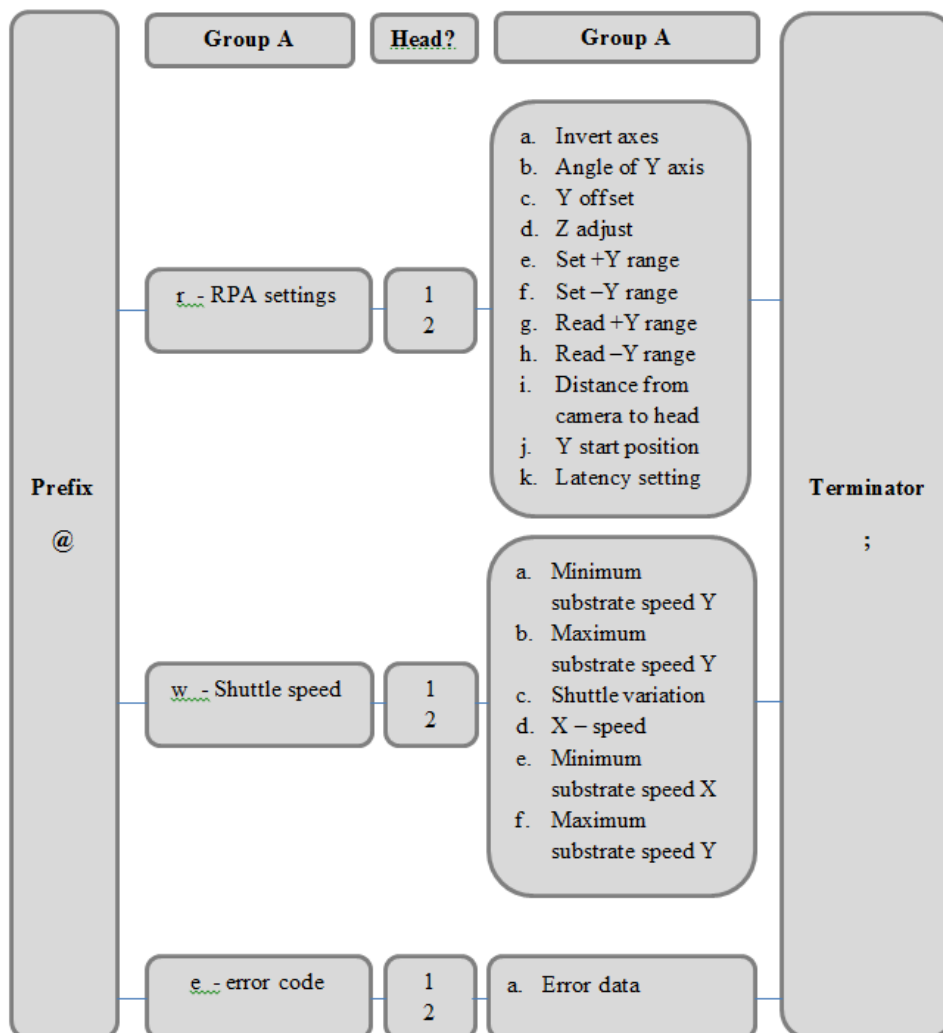 Group A
Head?
Group A
Prefix
@
r - RPA settings
1
2
a. Invert axes
b. Angle of Y axis
c. Y offset
d. Z adjust
e. Set +Y range
f. Set –Y range
g. Read +Y range
h. Read –Y range
i. Distance from
camera to head
j. Y start position
k. Latency setting
w - Shuttle speed
1
2
a. Minimum
substrate speed Y
b. Maximum
substrate speed Y
c. Shuttle variation
d. X – speed
e. Minimum
substrate speed X
f. Maximum
substrate speed Y
e - error code
1
2
a. Error data
Terminator
;